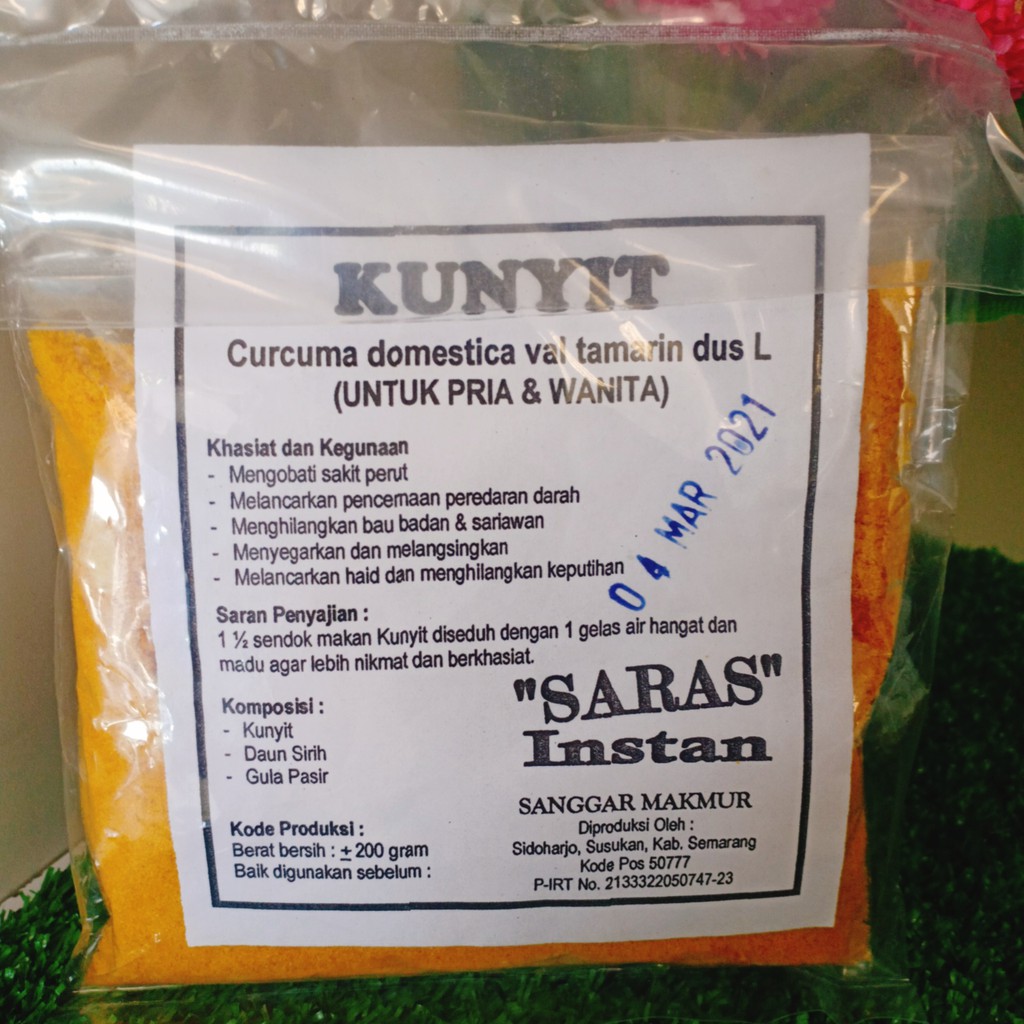 KUNYIT
Curcuma domestica val tamarin dus L
(UNTUK PRIA & WANITA)
Khasiat dan Kegunaan
- Mengobati sakit perut
- Melancarkan pencernaan peredaran darah
- Menghilangkan bau badan & sariawan
- Menyegarkan dan melangsingkan
- Melancarkan haid dan menghilangkan keputihan
04 MAR 2021
Saran Penyajian :
1 ½ sendok makan Kunyit diseduh dengan 1 gelas air hangat dan
madu agar lebih nikmat dan berkhasiat.
Komposisi :
- Kunyit
- Daun Sirih
- Gula Pasir
"SARAS"
Instan
SANGGAR MAKMUR
Diproduksi Oleh :
Sidoharjo, Susukan, Kab. Semarang
Kode Pos 50777
P-IRT No. 2133322050747-23
Kode Produksi :
Berat bersih : ± 200 gram
Baik digunakan sebelum :